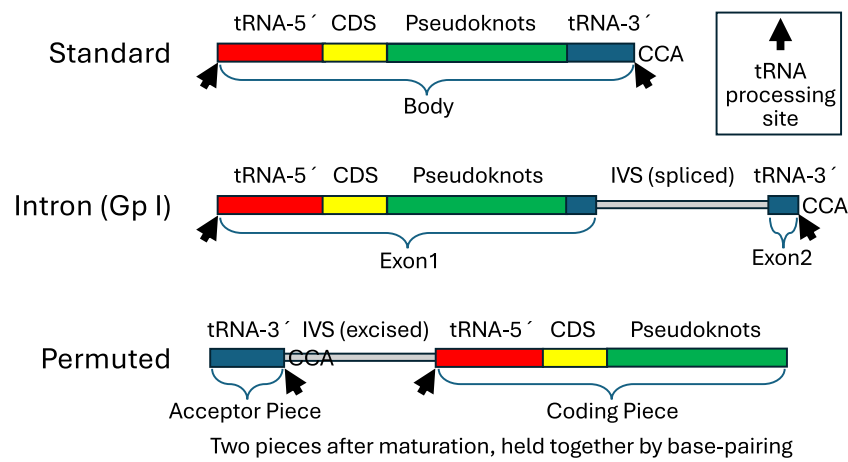 tRNA-5´ CDS Pseudoknots tRNA-3´
Standard
CCA
Body
tRNA
processing
site
tRNA-5´ CDS Pseudoknots IVS (spliced) tRNA-3´
Intron (Gp I)
CCA
Exon1
Exon2
tRNA-3´ IVS (excised) tRNA-5´ CDS Pseudoknots
Permuted
CCA
Acceptor Piece
Coding Piece
Two pieces after maturation, held together by base-pairing